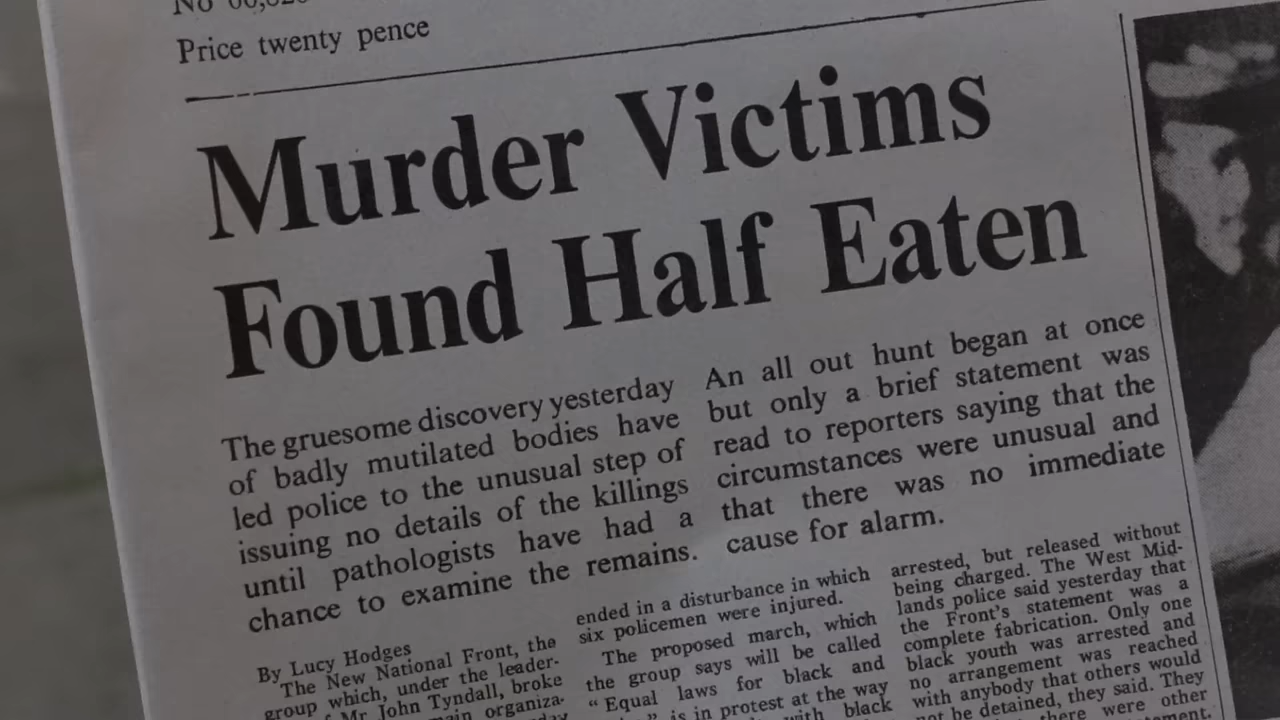 Price twenty pence
Murder Victims
Found Half Eaten
The gruesome discovery yesterday
of badly mutilated bodies have
led police to the unusual step of
issuing no details of the killings
until pathologists have had a
chance to examine the remains.
An all out hunt began at once
but only a brief statement was
read to reporters saying that the
circumstances were unusual and
that there was no immediate
cause for alarm.
By Lucy Hodges
The New National Front, the
group which, under the leader-
Mr John Tyndall, broke
organiza-
ended in a disturbance in which
six policemen were injured.
The proposed march, which
the group says will be called
"Equal laws for black and
is in protest at the way
with black
arrested, but released without
being charged. The West Mid-
lands police said yesterday that
the Front's statement was a
complete fabrication. Only one
black youth was arrested and
no arrangement was reached
with anybody that others would
be detained, they said. They
were other